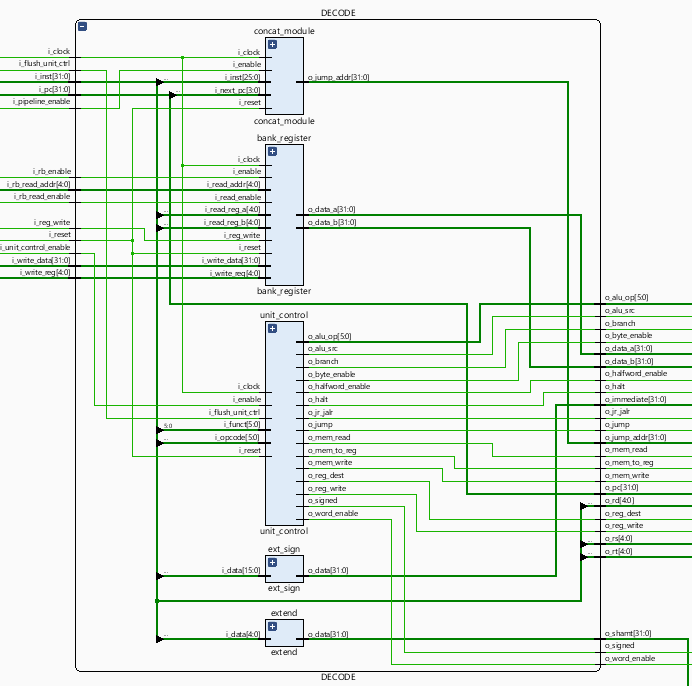 DECODE
i_clock
i_flush_unit_ctrl
i_inst[31:0]
i_pc[31:0]
i_pipeline_enable
i_rb_enable
i_rb_read_addr[4:0]
i_rb_read_enable
i_reg_write
i_reset
i_unit_control_enable
i_write_data[31:0]
i_write_reg[4:0]
concat_module
i_clock
i_enable
i_inst[25:0]
i_next_pc[3:0]
i_reset
o_jump_addr[31:0]
concat_module
bank_register
i_clock
i_enable
i_read_addr[4:0]
i_read_enable
i_read_reg_a[4:0]
i_read_reg_b[4:0]
i_reg_write
i_reset
i_write_data[31:0]
i_write_reg[4:0]
o_data_a[31:0]
o_data_b[31:0]
bank_register
unit_control
o_alu_op[5:0]
o_alu_src
o_branch
o_byte_enable
o_halfword_enable
o_halt
o_jr_jalr
o_jump
o_mem_read
o_mem_to_reg
o_mem_write
o_reg_dest
o_reg_write
o_signed
o_word_enable
i_clock
i_enable
i_flush_unit_ctrl
5:0
i_funct[5:0]
i_opcode[5:0]
i_reset
unit_control
ext_sign
i_data[15:0]
o_data[31:0]
ext_sign
extend
i_data[4:0]
o_data[31:0]
extend
o_alu_op[5:0]
o_alu_src
o_branch
o_byte_enable
o_data_a[31:0]
o_data_b[31:0]
o_halfword_enable
o_halt
o_immediate[31:0]
o_jr_jalr
o_jump
o_jump_addr[31:0]
o_mem_read
o_mem_to_reg
o_mem_write
o_pc[31:0]
o_rd[4:0]
o_reg_dest
o_reg_write
o_rs[4:0]
o_rt[4:0]
o_shamt[31:0]
o_signed
o_word_enable
DECODE